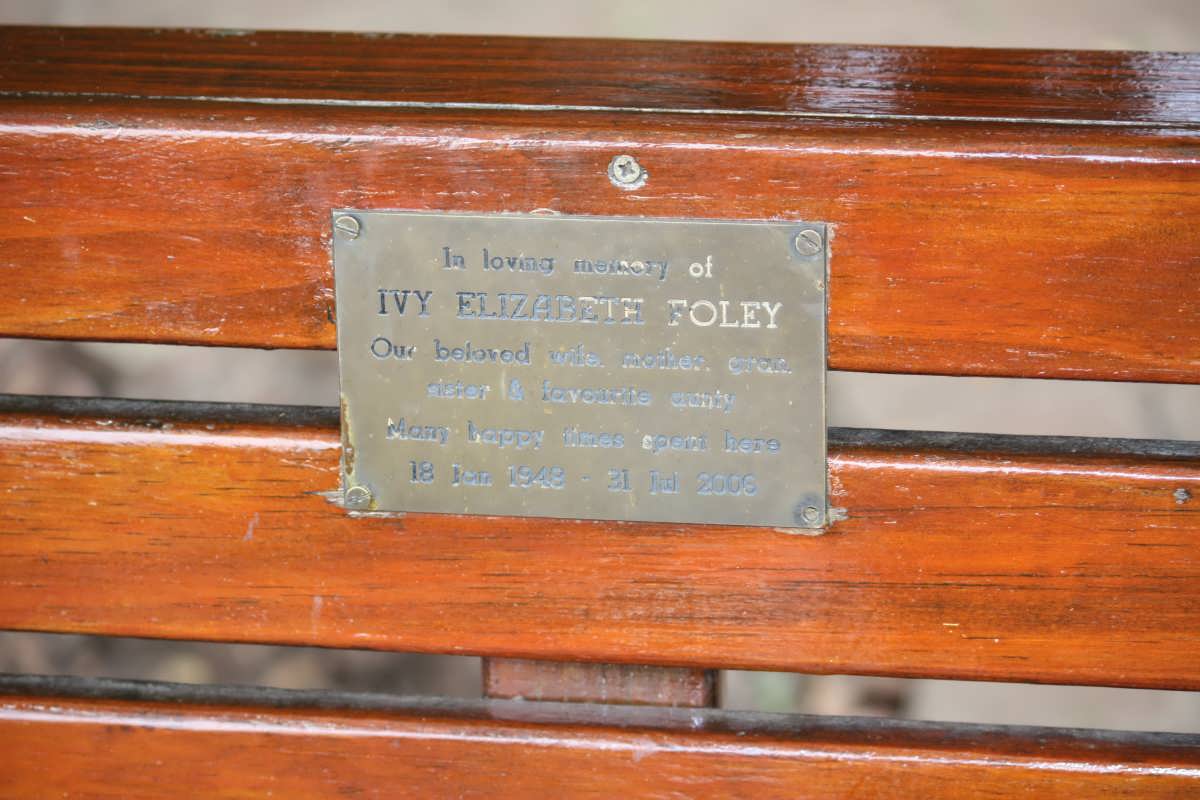 In loving memory of
IVY ELIZABETH FOLEY
Our beloved wife, mother, gran,
sister & favourite aunty
Many happy times spent here
18 Jan 1948 - 31 Jul 2006